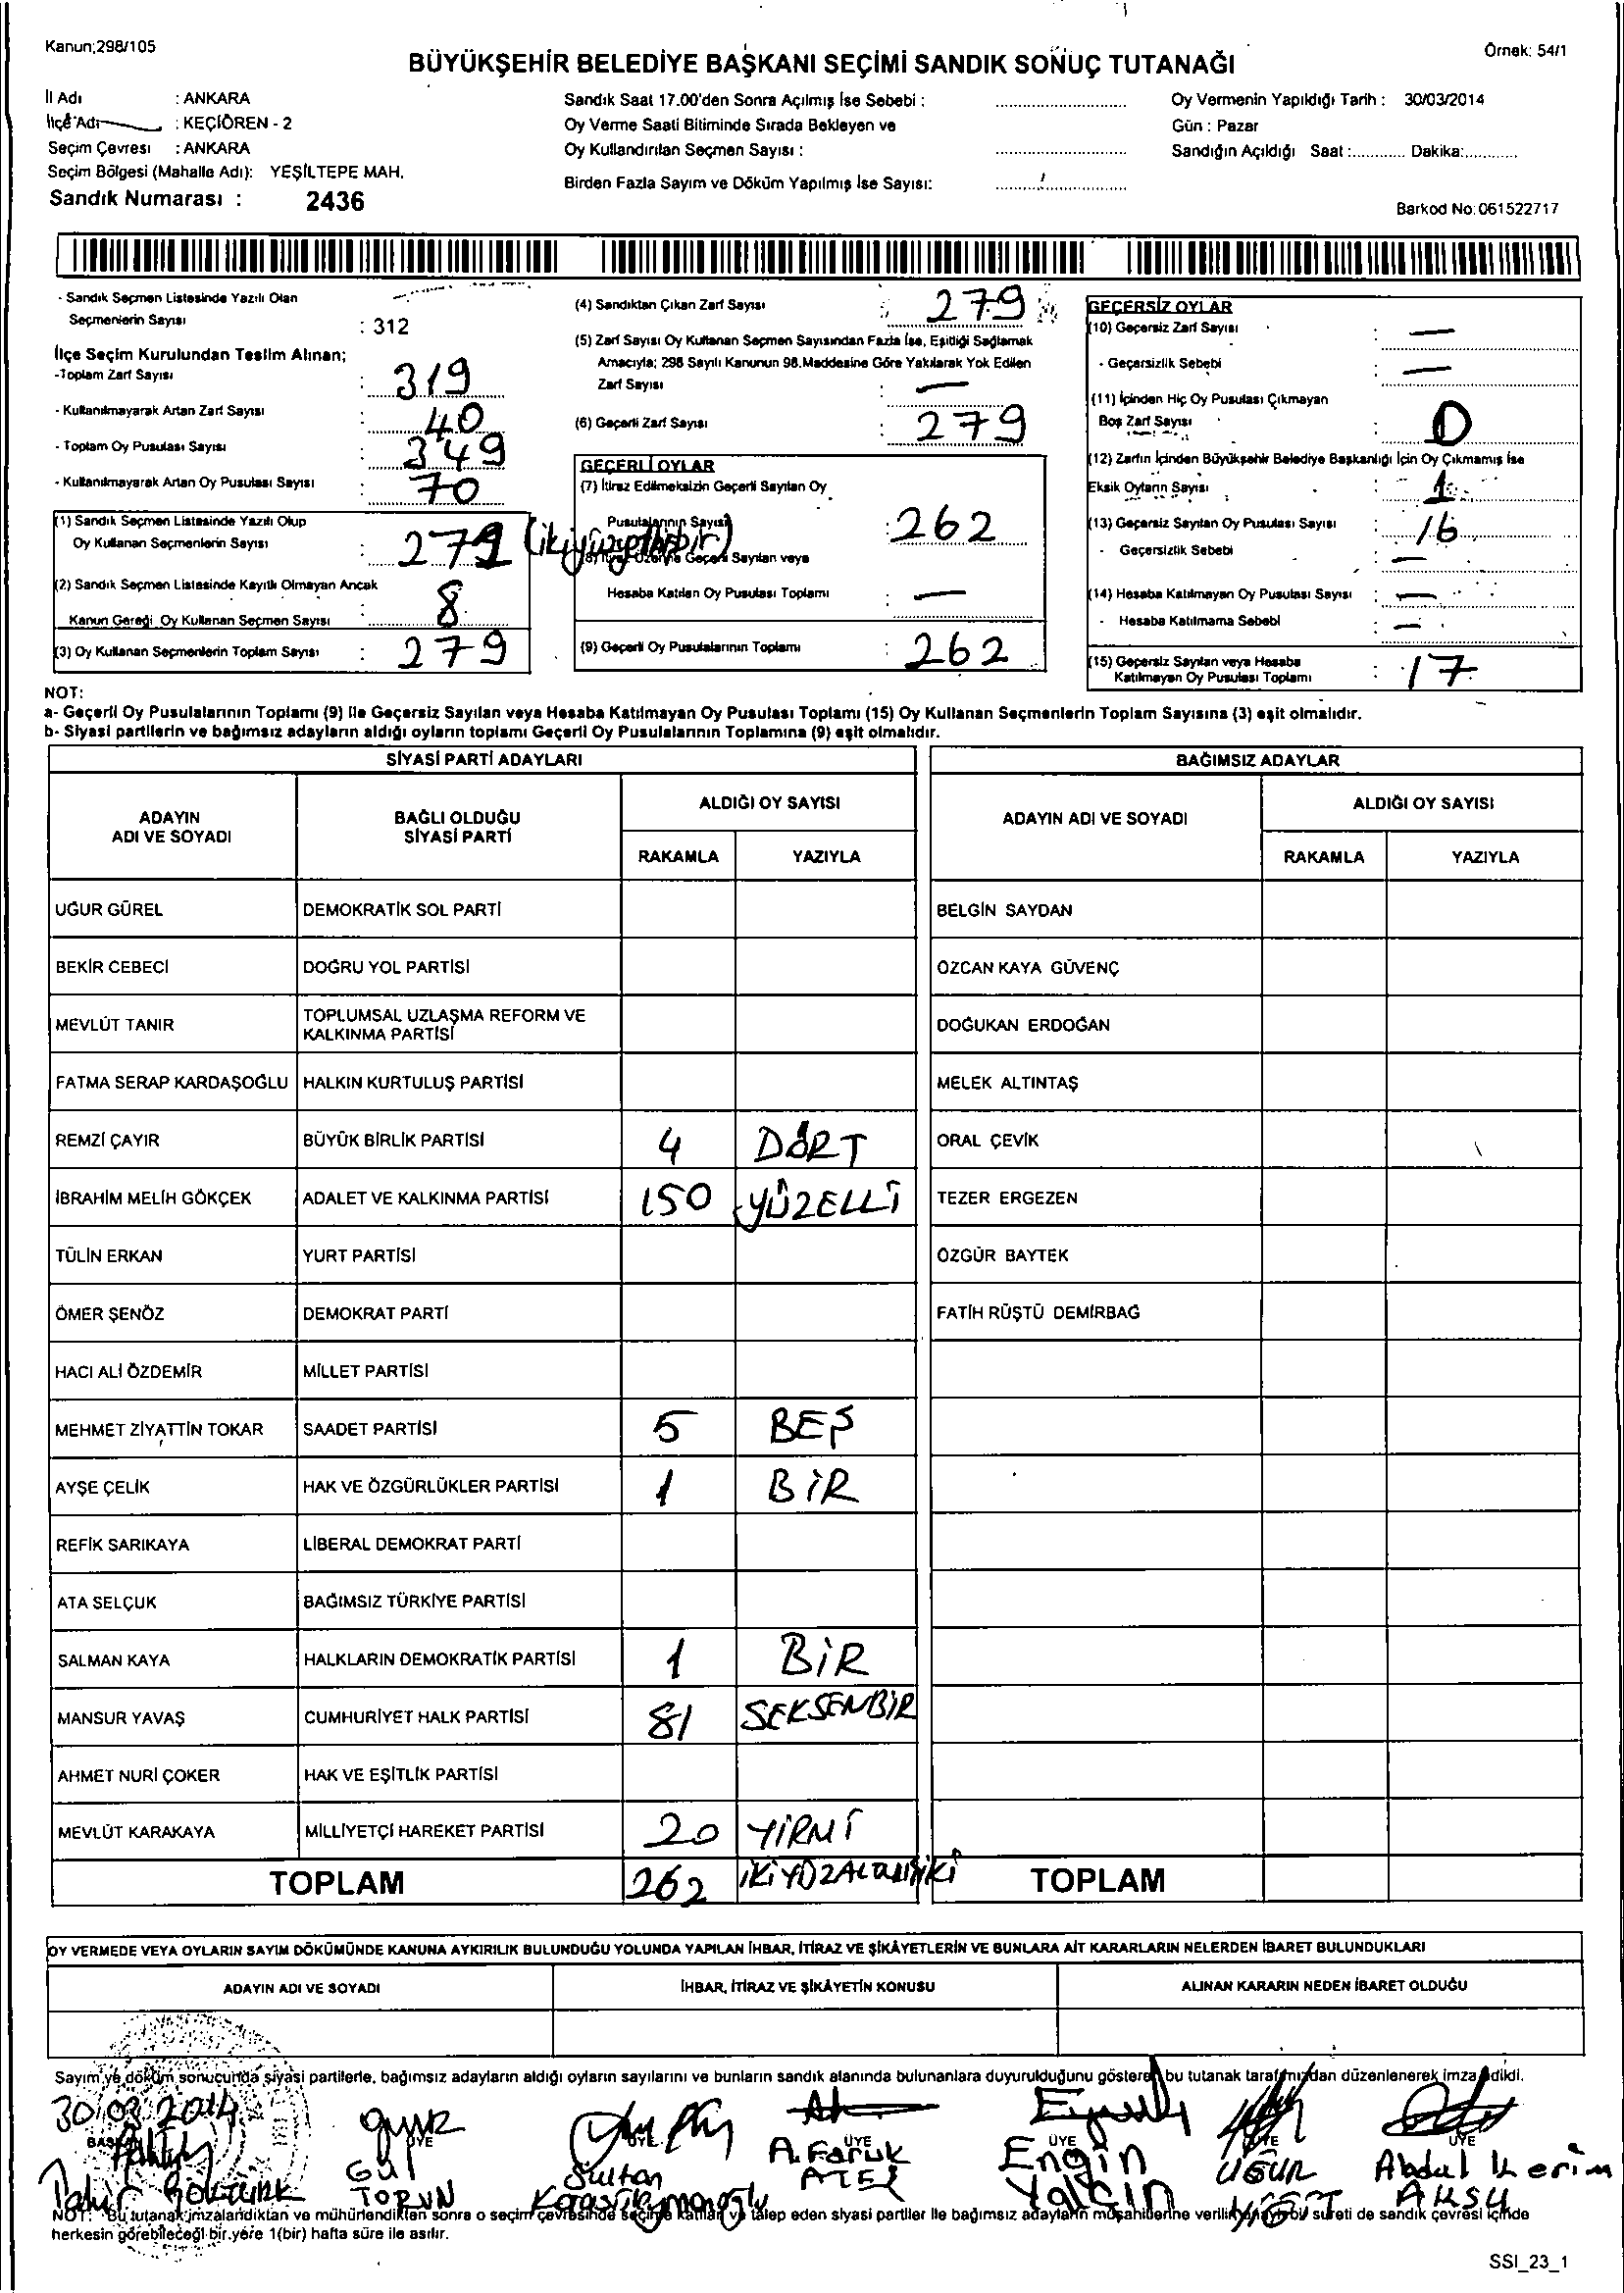 Kanun;298/105
Örnek: 54/1
BÜYÜKŞEHİR BELEDİYE BAŞKANI SEÇİMİ SANDIK SONUÇ TUTANAĞI
İl Adı : ANKARA
İlçe Adı : KEÇİÖREN - 2
Seçim Çevresi : ANKARA
Seçim Bölgesi (Mahalle Adı): YEŞİLTEPE MAH.
Sandık Numarası : 2436
Sandık Saat 17.00'den Sonra Açılmış İse Sebebi :
Oy Verme Saati Bitiminde Sırada Bekleyen ve
Oy Kullandırılan Seçmen Sayısı :
Birden Fazla Sayım ve Döküm Yapılmış İse Sayısı:
Oy Vermenin Yapıldığı Tarih : 30/03/2014
Gün : Pazar
Sandığın Açıldığı Saat :............ Dakika:............
Barkod No:061522717
- Sandık Seçmen Listesinde Yazılı Olan
Seçmenlerin Sayısı : 312
İlçe Seçim Kurulundan Teslim Alınan;
-Toplam Zarf Sayısı : 319
- Kullanılmayarak Artan Zarf Sayısı : 40
- Toplam Oy Pusulası Sayısı : 349
- Kullanılmayarak Artan Oy Pusulası Sayısı : 70
(1) Sandık Seçmen Listesinde Yazılı Olup
Oy Kullanan Seçmenlerin Sayısı : 271 (ikiyüzyetmişbir)
(2) Sandık Seçmen Listesinde Kayıtlı Olmayan Ancak
Kanun Gereği Oy Kullanan Seçmen Sayısı : 8
(3) Oy Kullanan Seçmenlerin Toplam Sayısı : 279
(4) Sandıktan Çıkan Zarf Sayısı : 279
(5) Zarf Sayısı Oy Kullanan Seçmen Sayısından Fazla İse, Eşitliği Sağlamak
Amacıyla; 298 Sayılı Kanunun 98.Maddesine Göre Yakılarak Yok Edilen
Zarf Sayısı : —
(6) Geçerli Zarf Sayısı : 279
GEÇERLİ OYLAR
(7) İtiraz Edilmeksizin Geçerli Sayılan Oy
Pusulalarının Sayısı : 262
(8) İtiraz Üzerine Geçerli Sayılan veya
Hesaba Katılan Oy Pusulası Toplamı : —
(9) Geçerli Oy Pusulalarının Toplamı : 262
GEÇERSİZ OYLAR
(10) Geçersiz Zarf Sayısı : —
- Geçersizlik Sebebi : —
(11) İçinden Hiç Oy Pusulası Çıkmayan
Boş Zarf Sayısı : 0
(12) Zarfın İçinden Büyükşehir Belediye Başkanlığı İçin Oy Çıkmamış İse
Eksik Oyların Sayısı : 1
(13) Geçersiz Sayılan Oy Pusulası Sayısı : 16
- Geçersizlik Sebebi : —
(14) Hesaba Katılmayan Oy Pusulası Sayısı : —
- Hesaba Katılmama Sebebi : —
(15) Geçersiz Sayılan veya Hesaba
Katılmayan Oy Pusulası Toplamı : 17
NOT:
a- Geçerli Oy Pusulalarının Toplamı (9) İle Geçersiz Sayılan veya Hesaba Katılmayan Oy Pusulası Toplamı (15) Oy Kullanan Seçmenlerin Toplam Sayısına (3) eşit olmalıdır.
b- Siyasi partilerin ve bağımsız adayların aldığı oyların toplamı Geçerli Oy Pusulalarının Toplamına (9) eşit olmalıdır.
SİYASİ PARTİ ADAYLARI
ADAYIN ADI VE SOYADI
BAĞLI OLDUĞU SİYASİ PARTİ
ALDIĞI OY SAYISI
RAKAMLA YAZIYLA
UĞUR GÜREL DEMOKRATİK SOL PARTİ
BEKİR CEBECİ DOĞRU YOL PARTİSİ
MEVLÜT TANIR TOPLUMSAL UZLAŞMA REFORM VE KALKINMA PARTİSİ
FATMA SERAP KARDAŞOĞLU HALKIN KURTULUŞ PARTİSİ
REMZİ ÇAYIR BÜYÜK BİRLİK PARTİSİ 4 DÖRT
İBRAHİM MELİH GÖKÇEK ADALET VE KALKINMA PARTİSİ 150 YÜZELLİ
TÜLİN ERKAN YURT PARTİSİ
ÖMER ŞENÖZ DEMOKRAT PARTİ
HACI ALİ ÖZDEMİR MİLLET PARTİSİ
MEHMET ZİYATTİN TOKAR SAADET PARTİSİ 5 BEŞ
AYŞE ÇELİK HAK VE ÖZGÜRLÜKLER PARTİSİ 1 BİR
REFİK SARIKAYA LİBERAL DEMOKRAT PARTİ
ATA SELÇUK BAĞIMSIZ TÜRKİYE PARTİSİ
SALMAN KAYA HALKLARIN DEMOKRATİK PARTİSİ 1 BİR
MANSUR YAVAŞ CUMHURİYET HALK PARTİSİ 81 SEKSENBİR
AHMET NURİ ÇOKER HAK VE EŞİTLİK PARTİSİ
MEVLÜT KARAKAYA MİLLİYETÇİ HAREKET PARTİSİ 20 YİRMİ
TOPLAM 262 İKİYÜZALTMIŞİKİ
BAĞIMSIZ ADAYLAR
ADAYIN ADI VE SOYADI
ALDIĞI OY SAYISI
RAKAMLA YAZIYLA
BELGİN SAYDAN
ÖZCAN KAYA GÜVENÇ
DOĞUKAN ERDOĞAN
MELEK ALTINTAŞ
ORAL ÇEVİK
TEZER ERGEZEN
ÖZGÜR BAYTEK
FATİH RÜŞTÜ DEMİRBAĞ
TOPLAM
OY VERMEDE VEYA OYLARIN SAYIM DÖKÜMÜNDE KANUNA AYKIRILIK BULUNDUĞU YOLUNDA YAPILAN İHBAR, İTİRAZ VE ŞİKÂYETLERİN VE BUNLARA AİT KARARLARIN NELERDEN İBARET BULUNDUKLARI
ADAYIN ADI VE SOYADI İHBAR, İTİRAZ VE ŞİKÂYETİN KONUSU ALINAN KARARIN NEDEN İBARET OLDUĞU
Sayım ve döküm sonucunda siyasi partilerle, bağımsız adayların aldığı oyların sayılarını ve bunların sandık alanında bulunanlara duyurulduğunu gösteren bu tutanak tarafımızdan düzenlenerek imza edildi.
30.03.2014
BAŞKAN ÜYE ÜYE ÜYE ÜYE ÜYE ÜYE
Tahir Göktürk
Gül TORUN
Sultan Karasüleymanoğlu
A. Faruk ATEŞ
Engin Yalçın
UĞUR YİĞİT
Abdul Kerim AKSU
NOT: Bu tutanak imzalandıktan ve mühürlendikten sonra o seçim çevresinde seçime katılan ve talep eden siyasi partiler ile bağımsız adayların müşahitlerine verilir, onaylı bir sureti de sandık çevresi içinde
herkesin görebileceği bir yere 1(bir) hafta süre ile asılır.
SSI_23_1